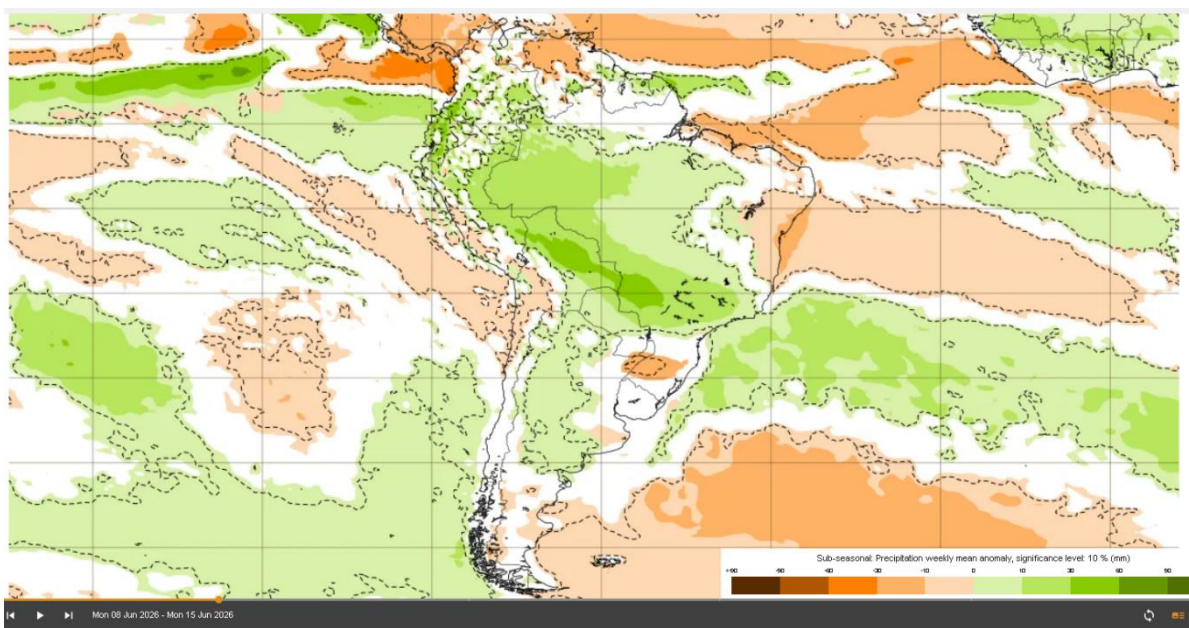 Sub-seasonal: Precipitation weekly mean anomaly, significance level: 10 % (mm)
-90 -60 -30 -10 0 10 30 60 90
Mon 08 Jun 2026 - Mon 15 Jun 2026